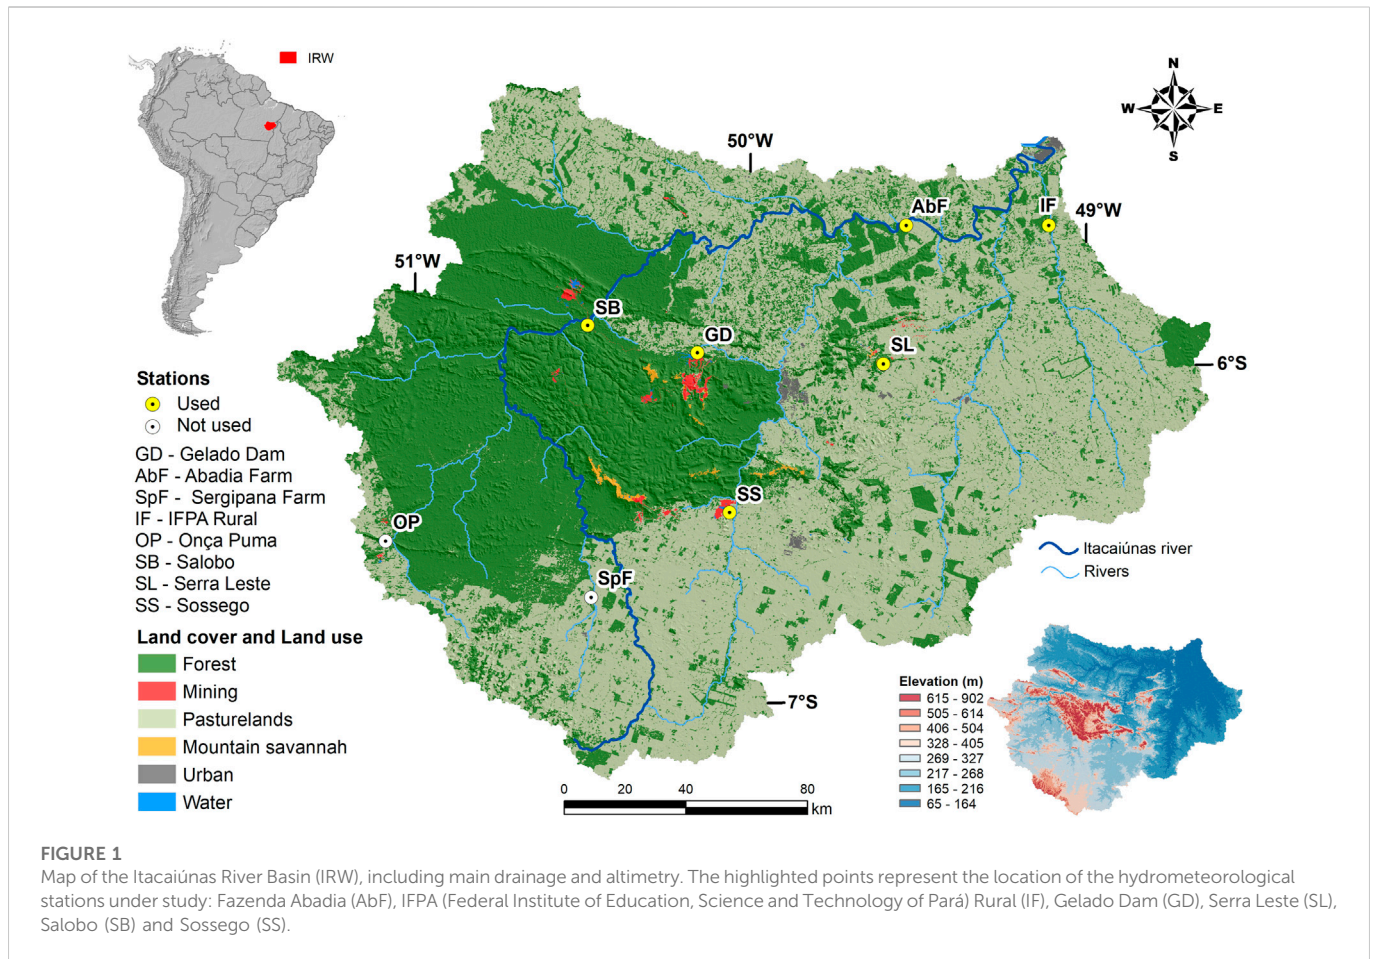 IRW
N
W E
S
50°W
AbF
IF
49°W
51°W
SB
GD
SL
6°S
Stations
Used
Not used
GD - Gelado Dam
AbF - Abadia Farm
SpF - Sergipana Farm
IF - IFPA Rural
OP - Onça Puma
SB - Salobo
SL - Serra Leste
SS - Sossego
SS
OP
SpF
Itacaiúnas river
Rivers
Land cover and Land use
Forest
Mining
Pasturelands
Mountain savannah
Urban
Water
7°S
Elevation (m)
615 - 902
505 - 614
406 - 504
328 - 405
269 - 327
217 - 268
165 - 216
65 - 164
0 20 40 80
km
FIGURE 1
Map of the Itacaiúnas River Basin (IRW), including main drainage and altimetry. The highlighted points represent the location of the hydrometeorological
stations under study: Fazenda Abadia (AbF), IFPA (Federal Institute of Education, Science and Technology of Pará) Rural (IF), Gelado Dam (GD), Serra Leste (SL),
Salobo (SB) and Sossego (SS).